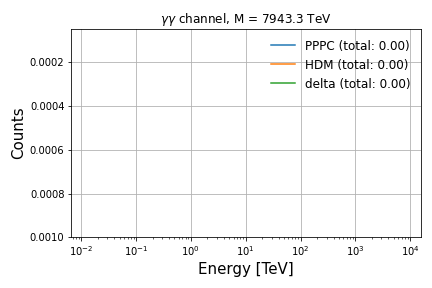 γγ channel, M = 7943.3 TeV
PPPC (total: 0.00)
HDM (total: 0.00)
delta (total: 0.00)
Counts
0.0002
0.0004
0.0006
0.0008
0.0010
10⁻² 10⁻¹ 10⁰ 10¹ 10² 10³ 10⁴
Energy [TeV]